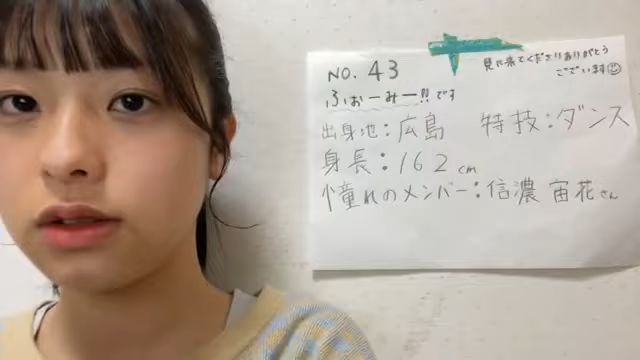 見に来てくださりありがとう
ございます☺
NO. 43
ふぉーみー!!です
出身地：広島　特技：ダンス
身長：162cm
憧れのメンバー：信濃 宙花さん